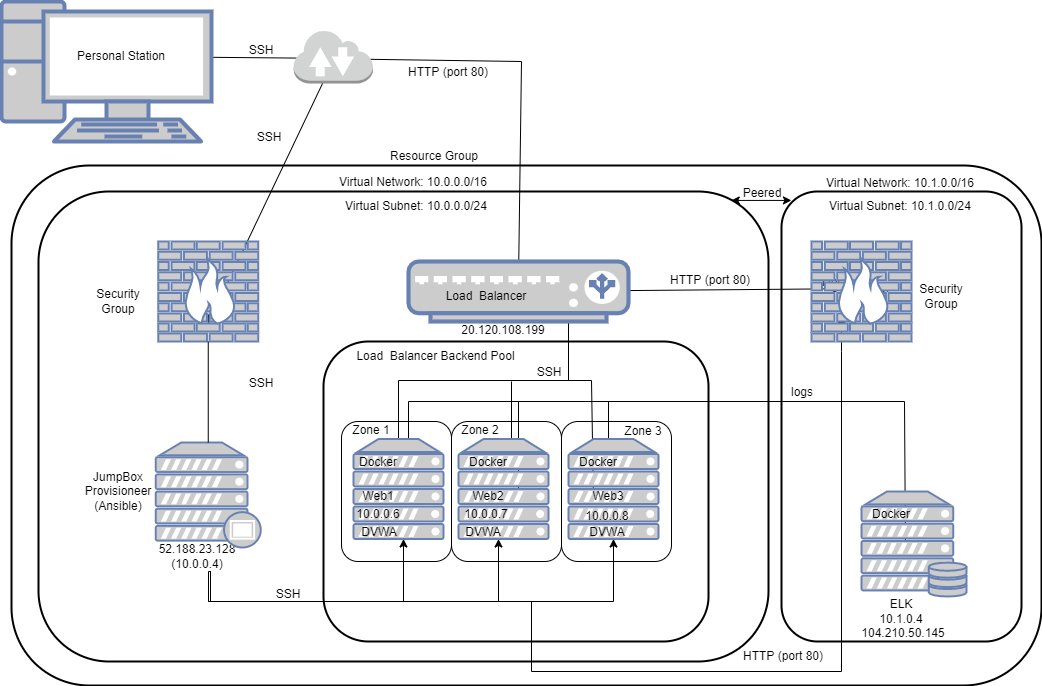 Personal Station
SSH
HTTP (port 80)
SSH
Resource Group
Virtual Network: 10.0.0.0/16
Virtual Subnet: 10.0.0.0/24
Peered
Virtual Network: 10.1.0.0/16
Virtual Subnet: 10.1.0.0/24
Security
Group
Load  Balancer
20.120.108.199
HTTP (port 80)
Security
Group
Load  Balancer Backend Pool
SSH
SSH
logs
Zone 1
Zone 2
Zone 3
Docker
Docker
Docker
Web1
Web2
Web3
10.0.0.6
10.0.0.7
10.0.0.8
DVWA
DVWA
DVWA
JumpBox
Provisioneer
(Ansible)
52.188.23.128
(10.0.0.4)
SSH
Docker
ELK
10.1.0.4
104.210.50.145
HTTP (port 80)